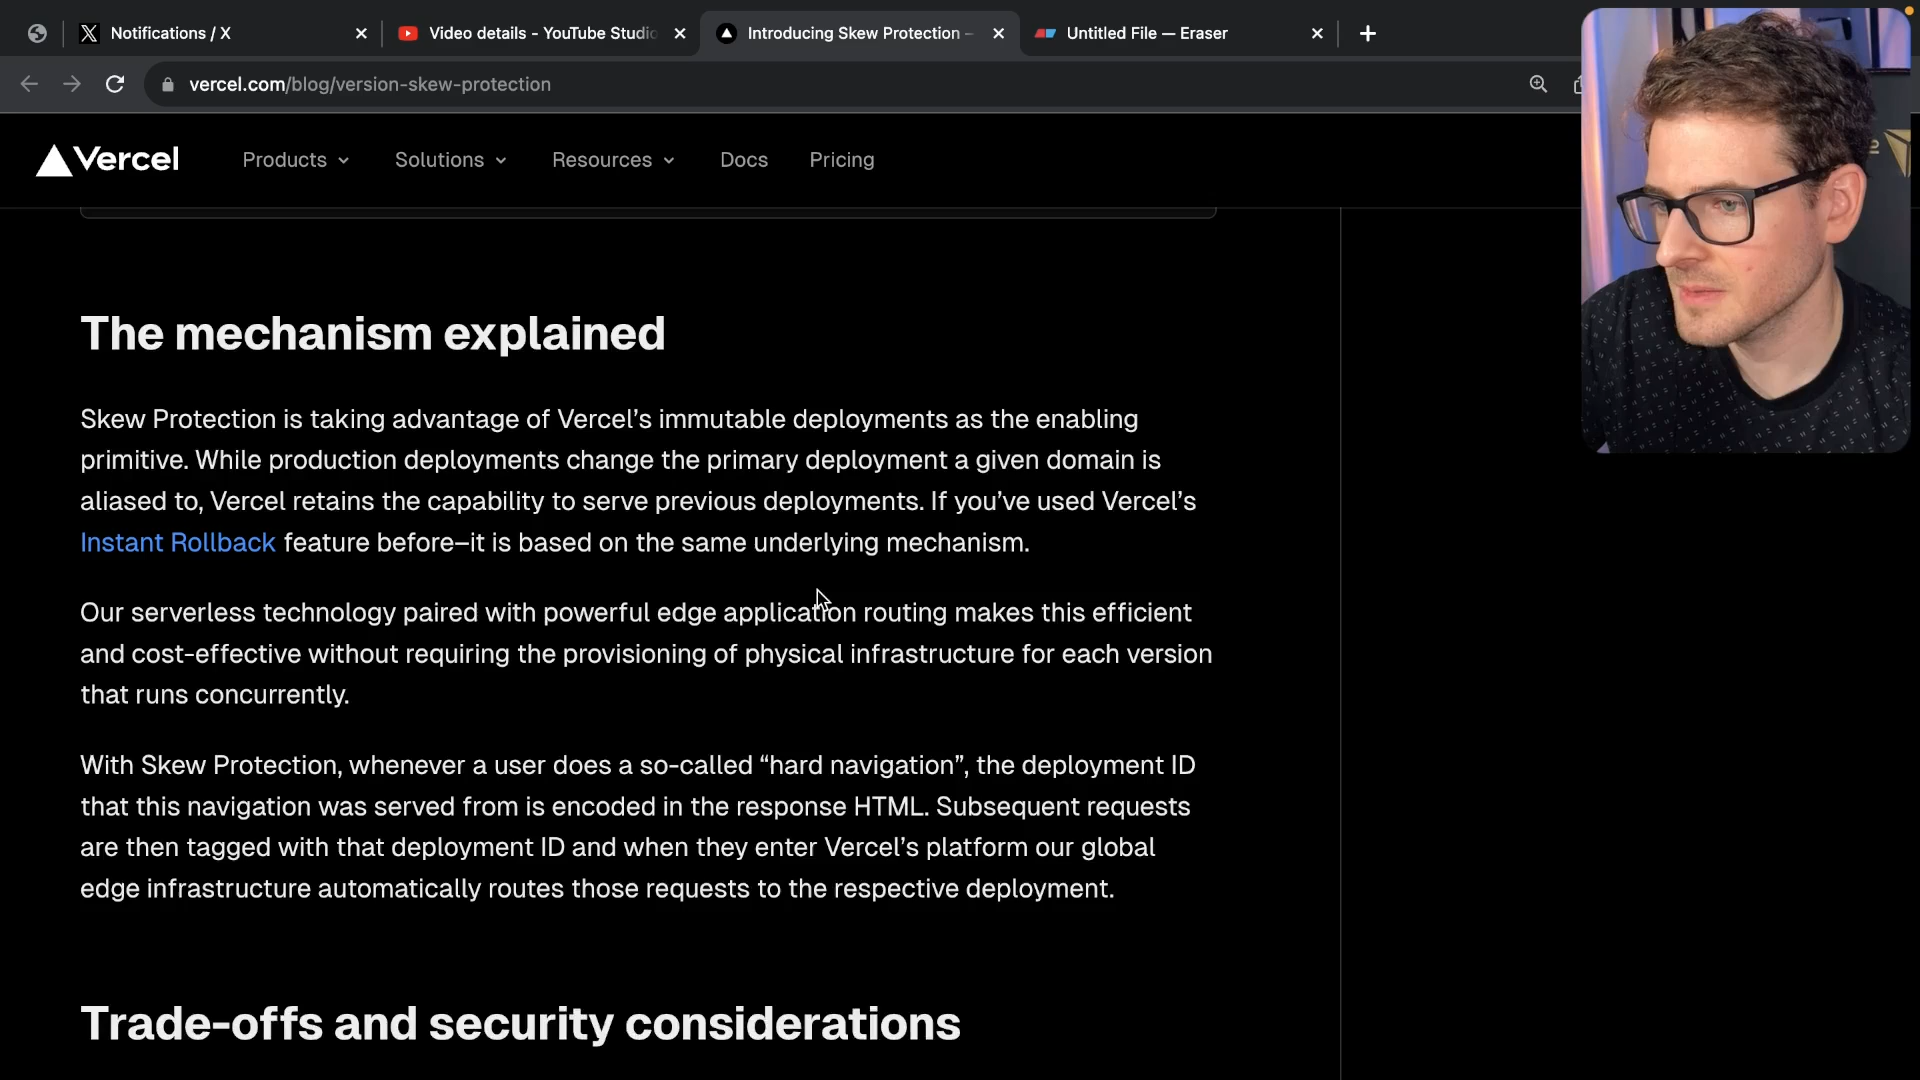 Notifications / X
Video details - YouTube Studio
Introducing Skew Protection –
Untitled File — Eraser
vercel.com/blog/version-skew-protection
Vercel
Products
Solutions
Resources
Docs
Pricing
The mechanism explained
Skew Protection is taking advantage of Vercel’s immutable deployments as the enabling
primitive. While production deployments change the primary deployment a given domain is
aliased to, Vercel retains the capability to serve previous deployments. If you’ve used Vercel’s
Instant Rollback feature before–it is based on the same underlying mechanism.
Our serverless technology paired with powerful edge application routing makes this efficient
and cost-effective without requiring the provisioning of physical infrastructure for each version
that runs concurrently.
With Skew Protection, whenever a user does a so-called “hard navigation”, the deployment ID
that this navigation was served from is encoded in the response HTML. Subsequent requests
are then tagged with that deployment ID and when they enter Vercel’s platform our global
edge infrastructure automatically routes those requests to the respective deployment.
Trade-offs and security considerations